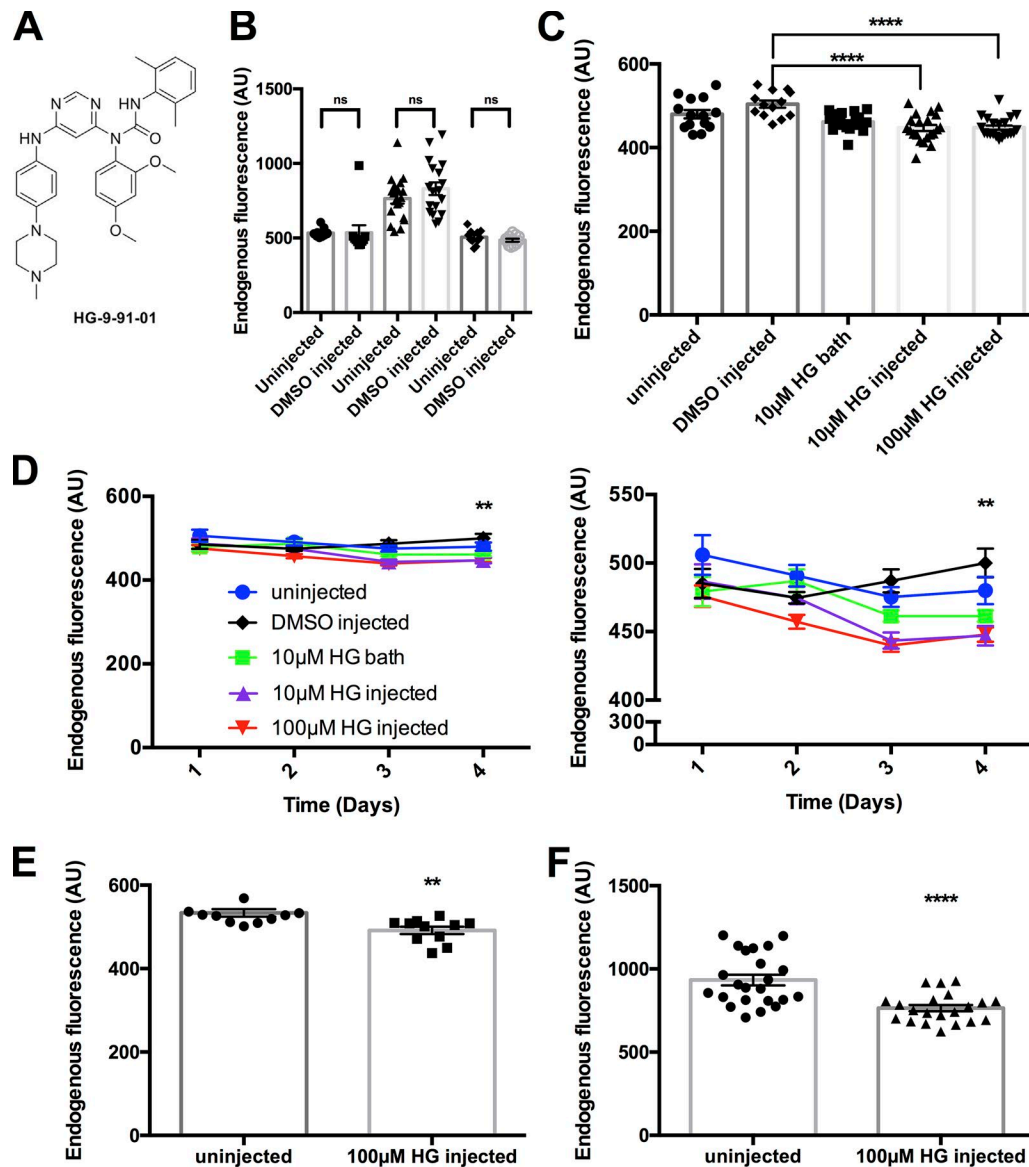 A
N
N
HN
HN
N
O
O
O
N
N
HG-9-91-01
B
Endogenous fluorescence (AU)
1500
1000
500
0
ns
ns
ns
Uninjected
DMSO injected
Uninjected
DMSO injected
Uninjected
DMSO injected
C
Endogenous fluorescence (AU)
600
400
200
0
****
****
uninjected
DMSO injected
10µM HG bath
10µM HG injected
100µM HG injected
D
Endogenous fluorescence (AU)
600
400
200
0
**
uninjected
DMSO injected
10µM HG bath
10µM HG injected
100µM HG injected
1
2
3
4
Time (Days)
Endogenous fluorescence (AU)
550
500
450
400
300
0
**
1
2
3
4
Time (Days)
E
Endogenous fluorescence (AU)
600
400
200
0
**
uninjected
100µM HG injected
F
Endogenous fluorescence (AU)
1500
1000
500
0
****
uninjected
100µM HG injected